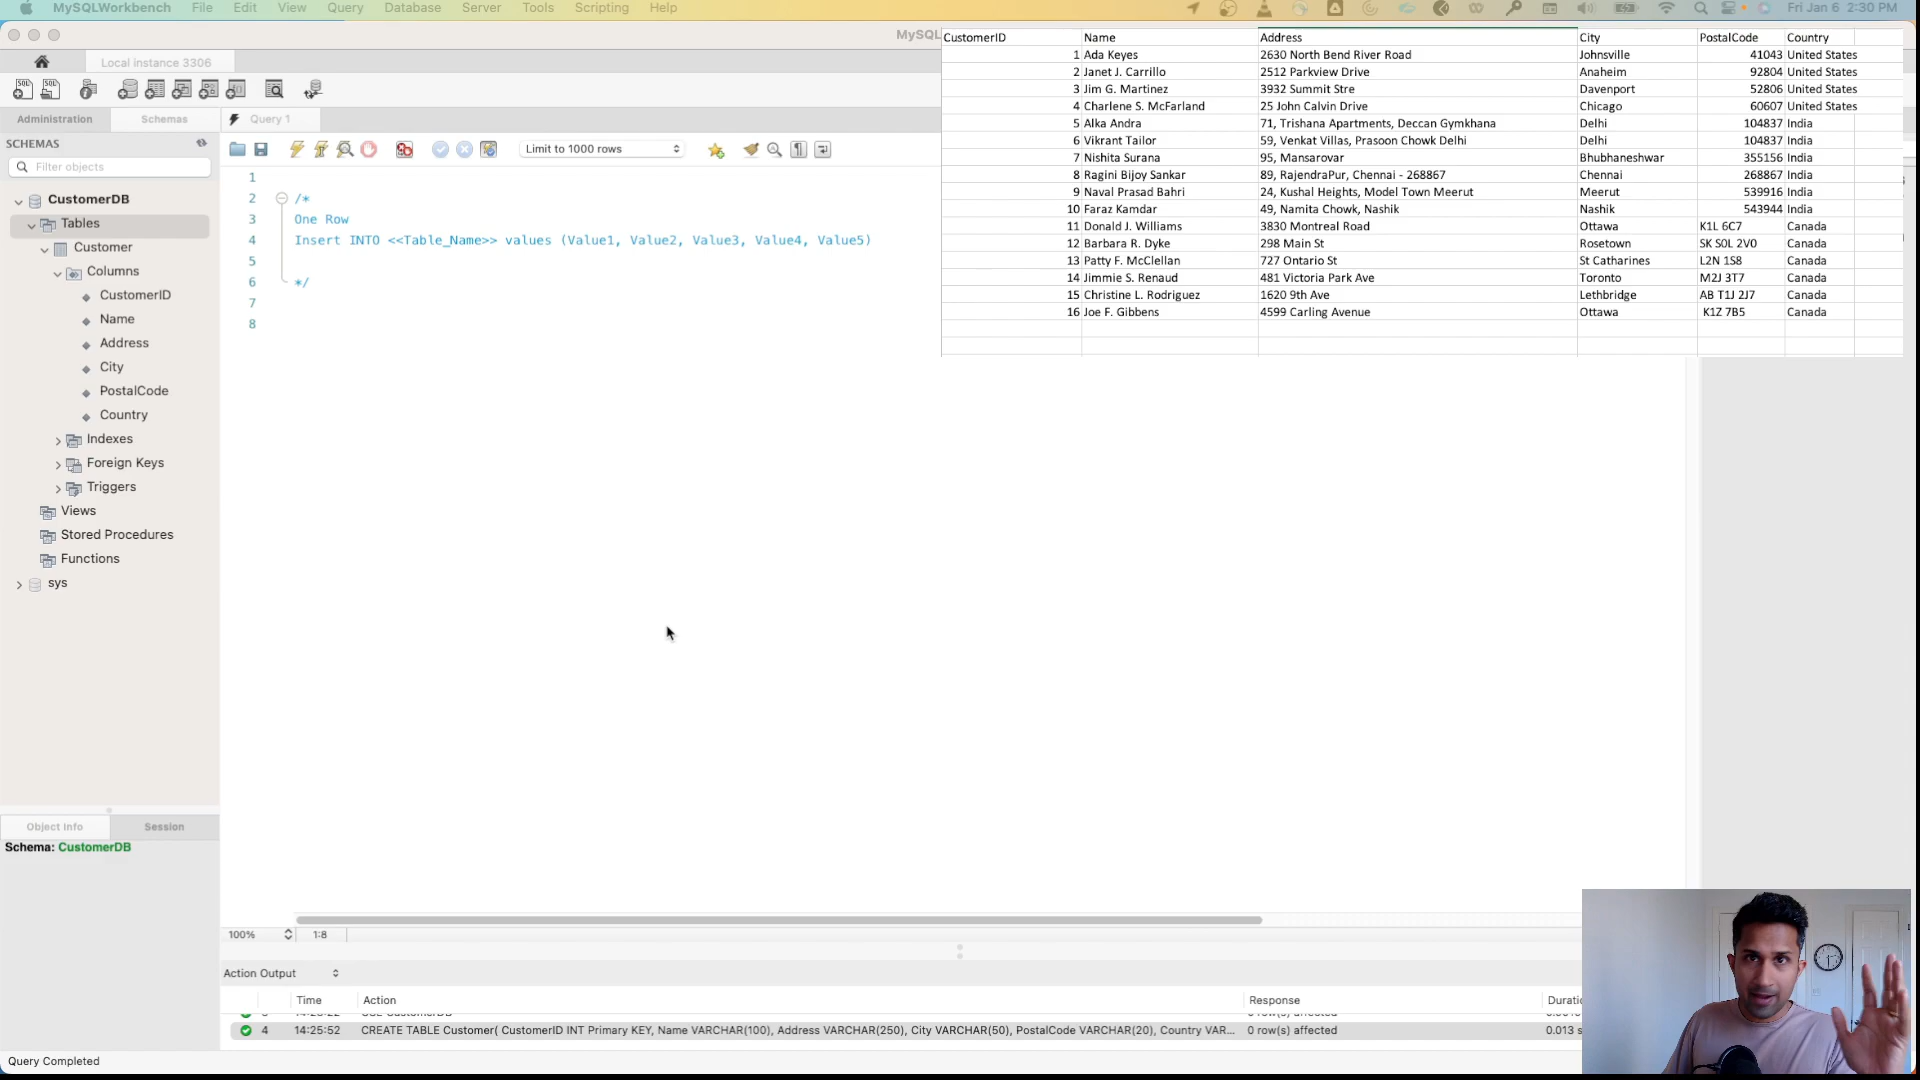 MySQLWorkbench File Edit View Query Database Server Tools Scripting Help Fri Jan 6 2:30 PM
MySQL
Local instance 3306
Administration Schemas Query 1
SCHEMAS
Filter objects
Limit to 1000 rows
CustomerDB
Tables
Customer
Columns
CustomerID
Name
Address
City
PostalCode
Country
Indexes
Foreign Keys
Triggers
Views
Stored Procedures
Functions
sys
Object Info Session
Schema: CustomerDB
1
2 /*
3 One Row
4 Insert INTO <<Table_Name>> values (Value1, Value2, Value3, Value4, Value5)
5
6 */
7
8
CustomerID Name Address City PostalCode Country
1 Ada Keyes 2630 North Bend River Road Johnsville 41043 United States
2 Janet J. Carrillo 2512 Parkview Drive Anaheim 92804 United States
3 Jim G. Martinez 3932 Summit Stre Davenport 52806 United States
4 Charlene S. McFarland 25 John Calvin Drive Chicago 60607 United States
5 Alka Andra 71, Trishana Apartments, Deccan Gymkhana Delhi 104837 India
6 Vikrant Tailor 59, Venkat Villas, Prasoon Chowk Delhi Delhi 104837 India
7 Nishita Surana 95, Mansarovar Bhubhaneshwar 355156 India
8 Ragini Bijoy Sankar 89, RajendraPur, Chennai - 268867 Chennai 268867 India
9 Naval Prasad Bahri 24, Kushal Heights, Model Town Meerut Meerut 539916 India
10 Faraz Kamdar 49, Namita Chowk, Nashik Nashik 543944 India
11 Donald J. Williams 3830 Montreal Road Ottawa K1L 6C7 Canada
12 Barbara R. Dyke 298 Main St Rosetown SK S0L 2V0 Canada
13 Patty F. McClellan 727 Ontario St St Catharines L2N 1S8 Canada
14 Jimmie S. Renaud 481 Victoria Park Ave Toronto M2J 3T7 Canada
15 Christine L. Rodriguez 1620 9th Ave Lethbridge AB T1J 2J7 Canada
16 Joe F. Gibbens 4599 Carling Avenue Ottawa K1Z 7B5 Canada
100% 1:8
Action Output
Time Action Response
4 14:25:52 CREATE TABLE Customer( CustomerID INT Primary KEY, Name VARCHAR(100), Address VARCHAR(250), City VARCHAR(50), PostalCode VARCHAR(20), Country VAR... 0 row(s) affected 0.013 s
Query Completed